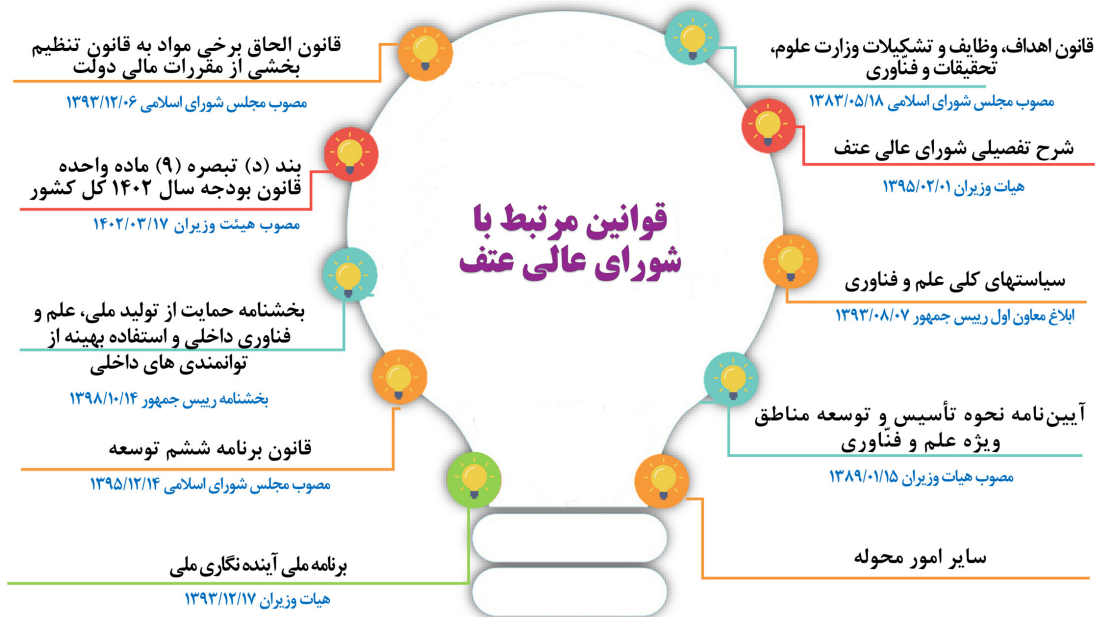 قوانین مرتبط با
شورای عالی عتف
قانون اهداف، وظایف و تشکیلات وزارت علوم،
تحقیقات و فنّاوری
مصوب مجلس شورای اسلامی ۱۳۸۳/۰۵/۱۸
شرح تفصیلی شورای عالی عتف
هیات وزیران ۱۳۹۵/۰۲/۰۱
سیاستهای کلی علم و فناوری
ابلاغ معاون اول رییس جمهور ۱۳۹۳/۰۸/۰۷
آیین‌نامه نحوه تأسیس و توسعه مناطق
ویژه علم و فنّاوری
مصوب هیات وزیران ۱۳۸۹/۰۱/۱۵
سایر امور محوله
قانون الحاق برخی مواد به قانون تنظیم
بخشی از مقررات مالی دولت
مصوب مجلس شورای اسلامی ۱۳۹۳/۱۲/۰۶
بند (د) تبصره (۹) ماده واحده
قانون بودجه سال ۱۴۰۲ کل کشور
مصوب هیئت وزیران ۱۴۰۲/۰۳/۱۷
بخشنامه حمایت از تولید ملی، علم و
فناوری داخلی و استفاده بهینه از
توانمندی های داخلی
بخشنامه رییس جمهور ۱۳۹۸/۱۰/۱۴
قانون برنامه ششم توسعه
مصوب مجلس شورای اسلامی ۱۳۹۵/۱۲/۱۴
برنامه ملی آینده نگاری ملی
هیات وزیران ۱۳۹۳/۱۲/۱۷